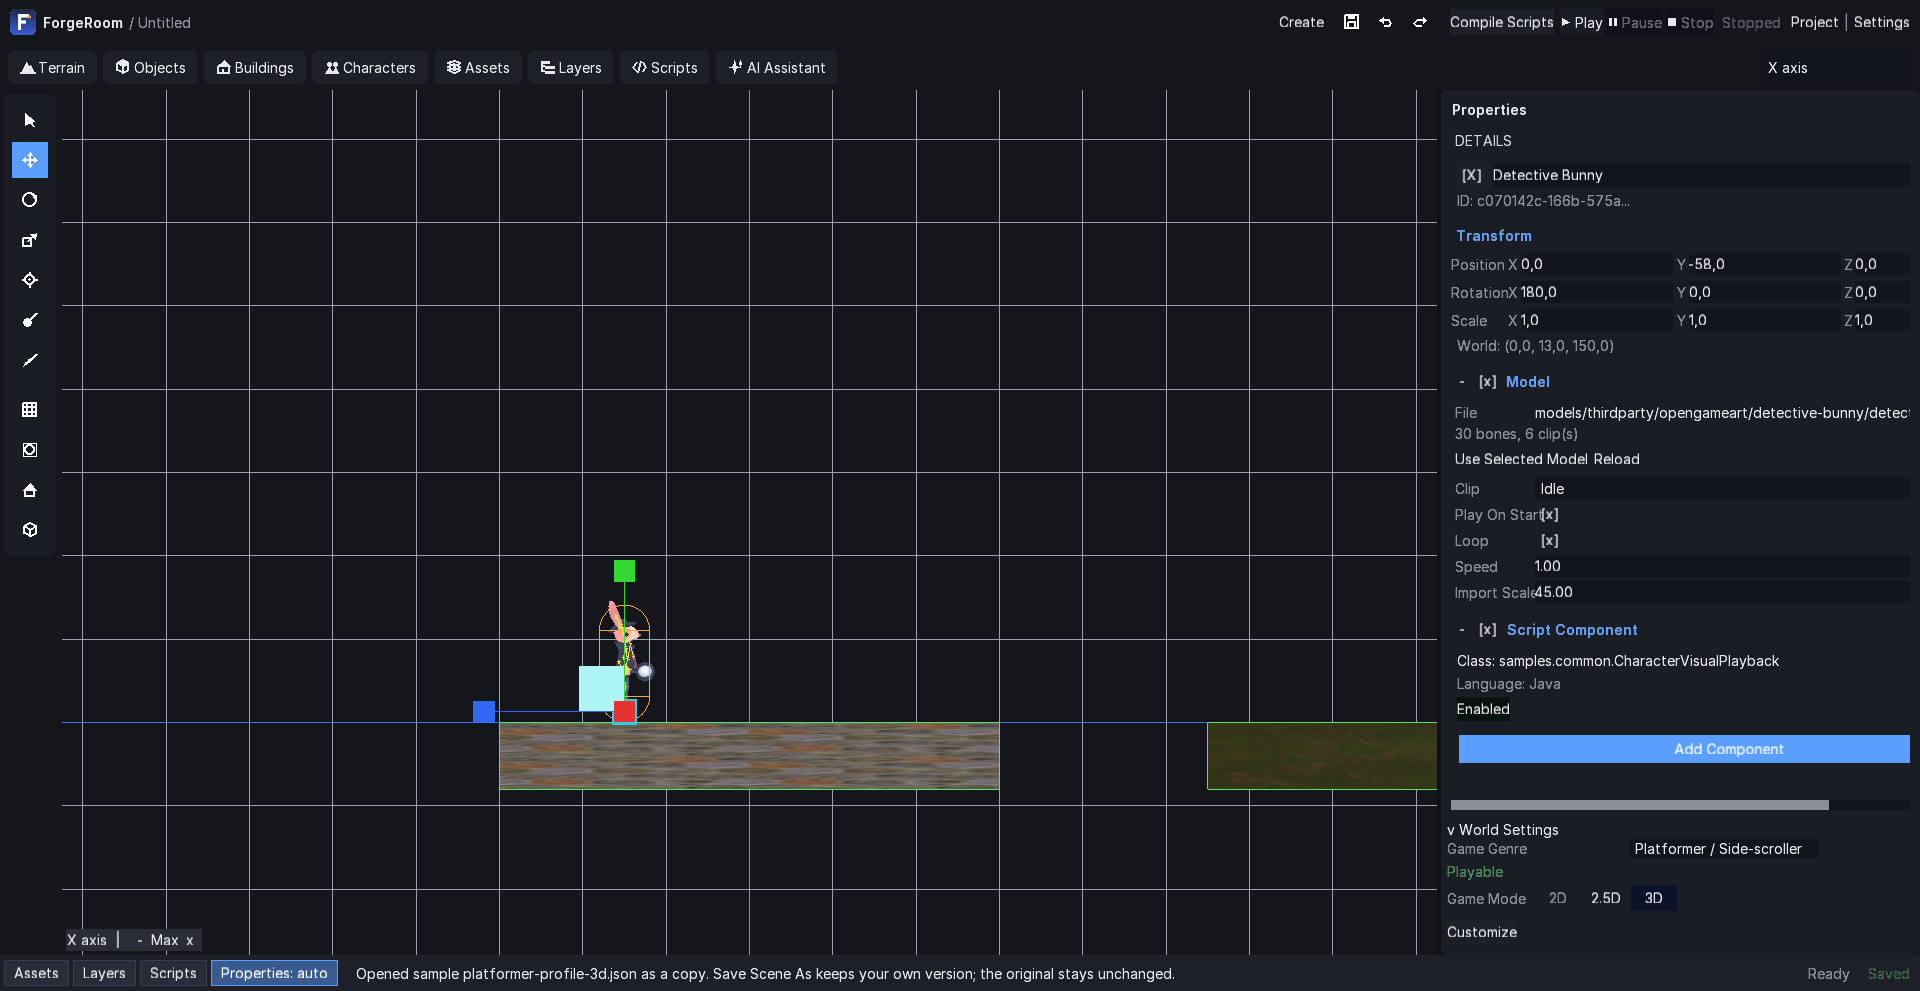 ForgeRoom / Untitled
Create
Compile Scripts Play Pause Stop Stopped Project | Settings
Terrain Objects Buildings Characters Assets Layers Scripts AI Assistant
X axis
Properties
DETAILS
[X] Detective Bunny
ID: c070142c-166b-575a...
Transform
Position X 0,0 Y -58,0 Z 0,0
Rotation X 180,0 Y 0,0 Z 0,0
Scale X 1,0 Y 1,0 Z 1,0
World: (0,0, 13,0, 150,0)
- [x] Model
File models/thirdparty/opengameart/detective-bunny/detect
30 bones, 6 clip(s)
Use Selected Model Reload
Clip Idle
Play On Start [x]
Loop [x]
Speed 1.00
Import Scale 45.00
- [x] Script Component
Class: samples.common.CharacterVisualPlayback
Language: Java
Enabled
Add Component
v World Settings
Game Genre Platformer / Side-scroller
Playable
Game Mode 2D 2.5D 3D
Customize
X axis | - Max x
Assets Layers Scripts Properties: auto Opened sample platformer-profile-3d.json as a copy. Save Scene As keeps your own version; the original stays unchanged. Ready Saved